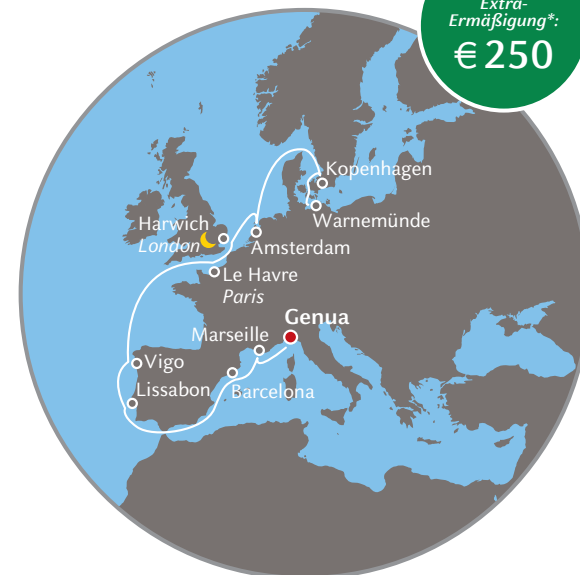 Extra-
Ermäßigung*:
€ 250
Kopenhagen
Warnemünde
Harwich
London
Amsterdam
Le Havre
Paris
Genua
Marseille
Vigo
Lissabon
Barcelona